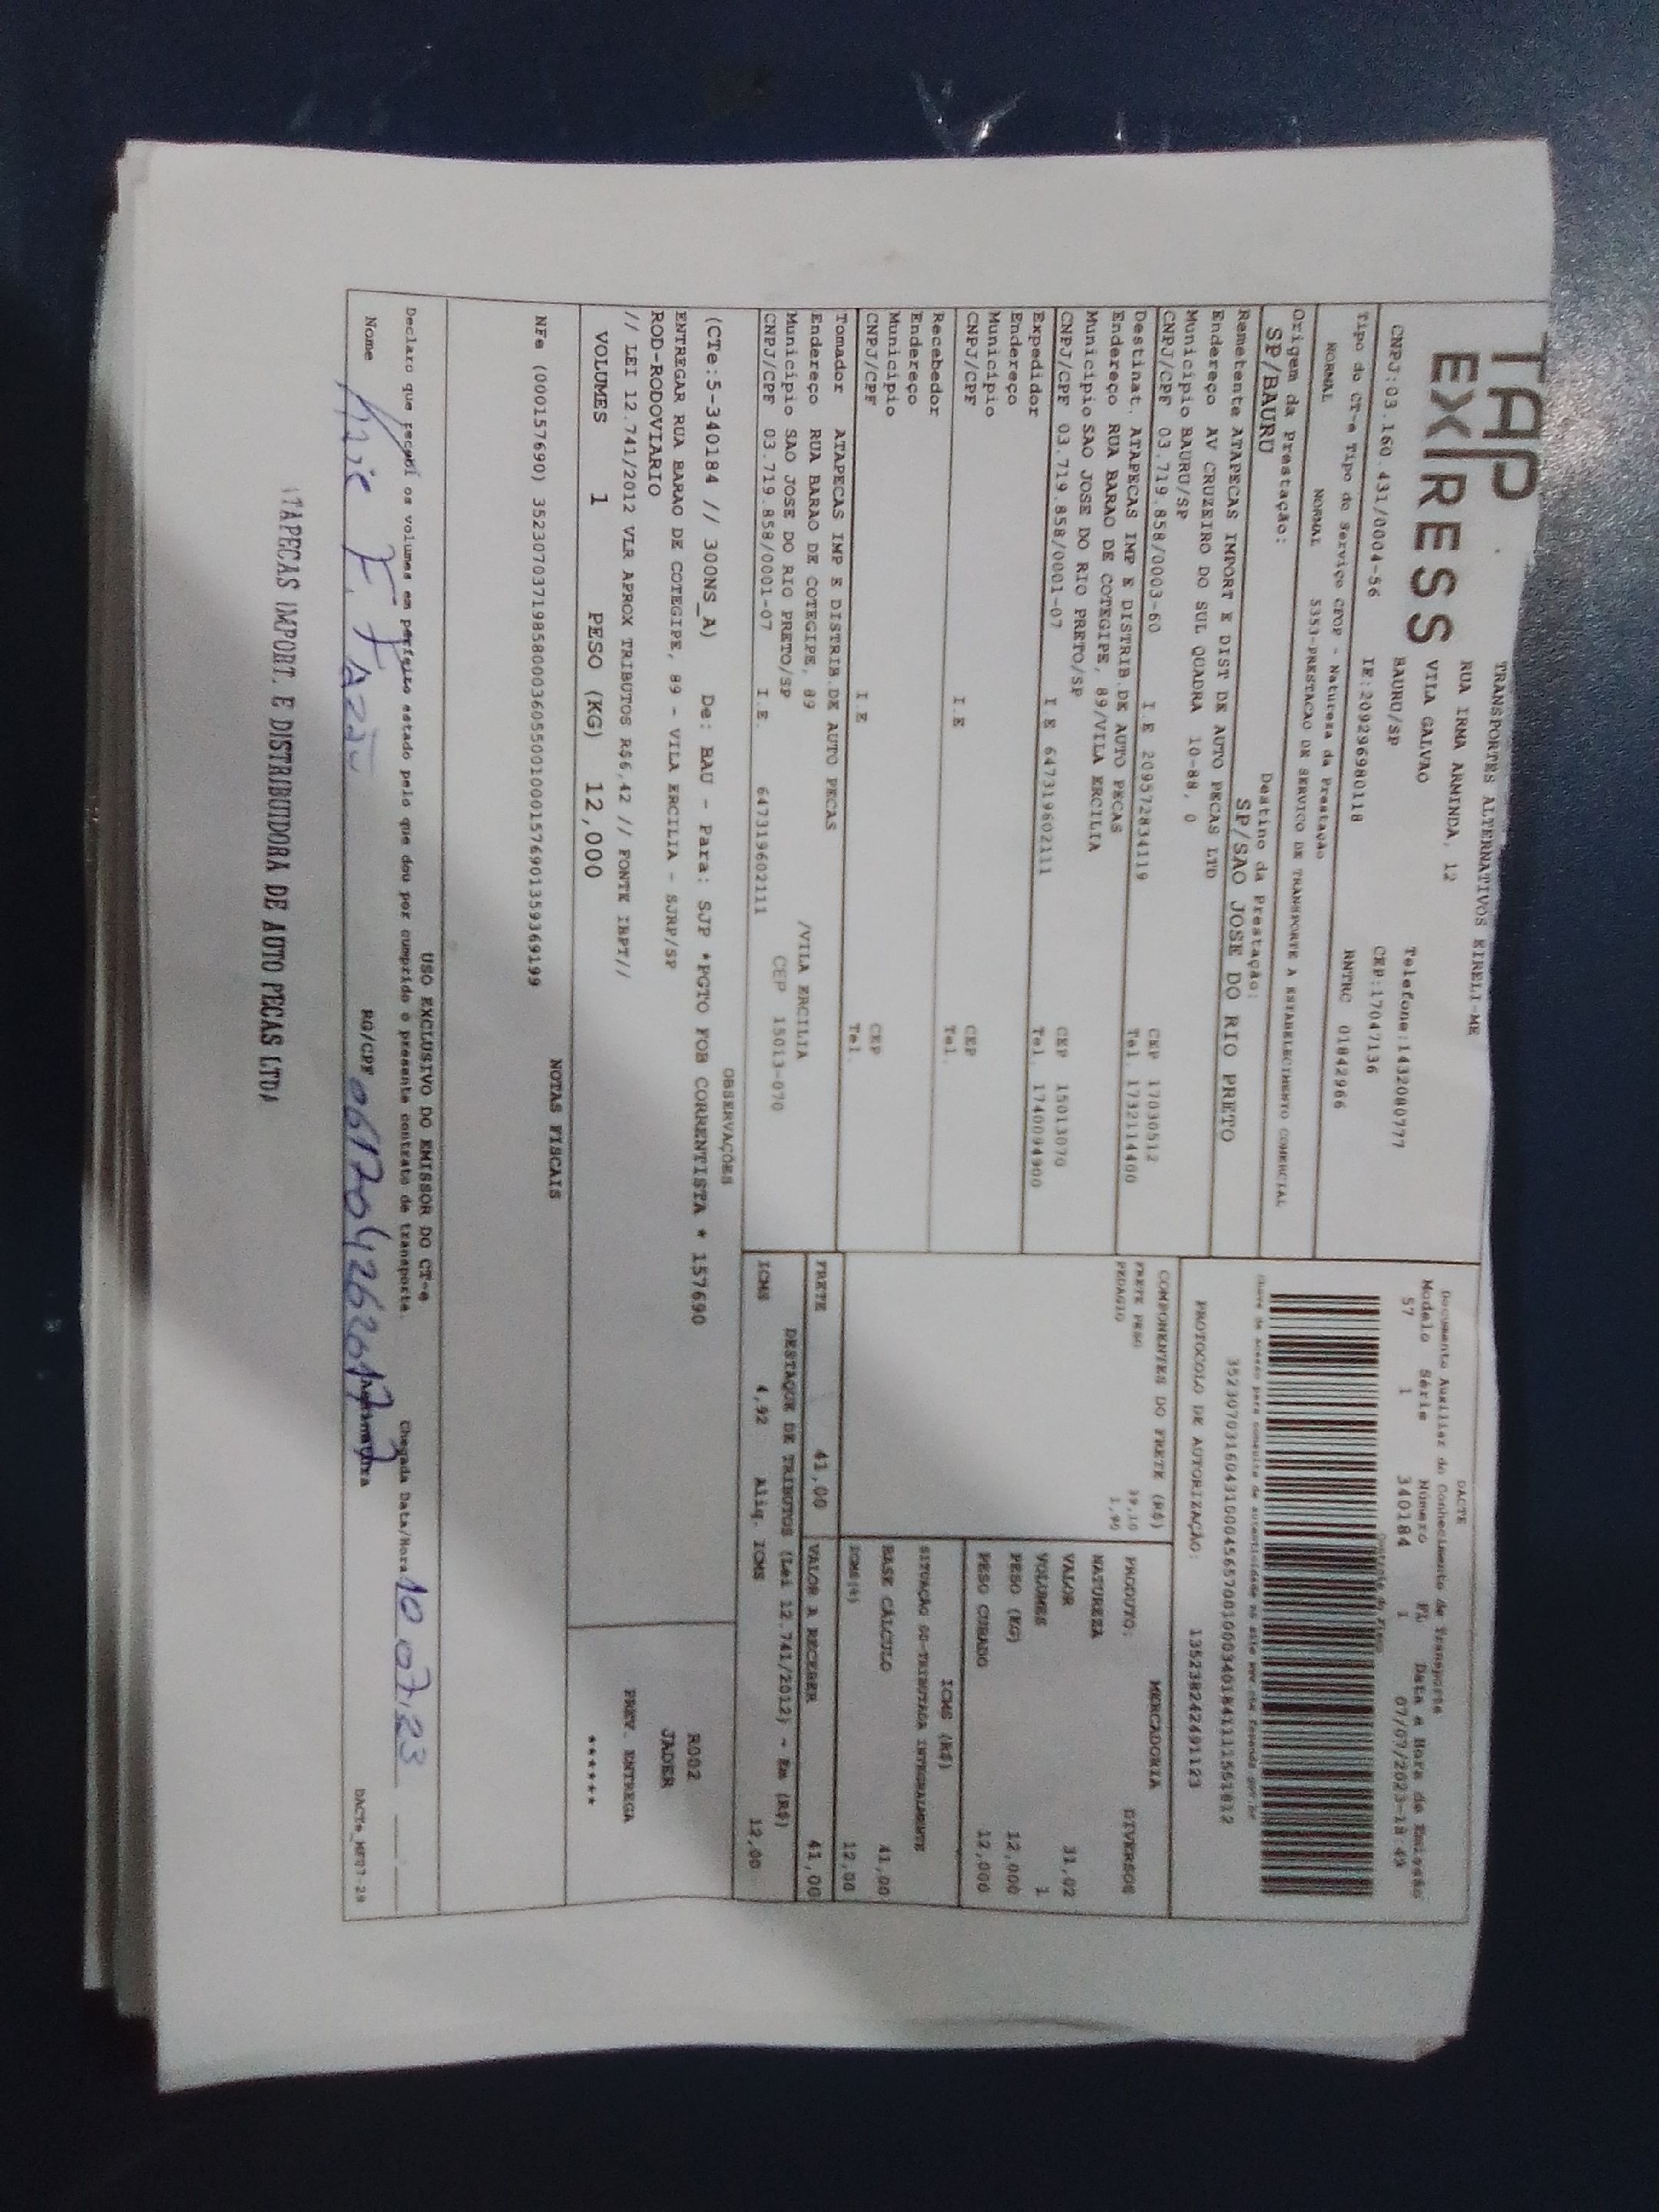 TAP
EXPRESS
TRANSPORTES ALTERNATIVOS EIRELI-ME
RUA IRMA ARMINDA, 12
VILA GALVAO
BAURU/SP
Telefone:1432080777
CNPJ:03.160.431/0004-56 IE:209296980118 CEP:17047136
RNTRC 01842966
Tipo do CT-e Tipo do Serviço CFOP - Natureza da Prestação
NORMAL NORMAL 5353-PRESTACAO DE SERVICO DE TRANSPORTE A ESTABELECIMENTO COMERCIAL
Origem da Prestação: Destino da Prestação:
SP/BAURU SP/SAO JOSE DO RIO PRETO
Remetente ATAPECAS IMPORT E DIST DE AUTO PECAS LTD
Endereço AV CRUZEIRO DO SUL QUADRA 10-88, 0
Município BAURU/SP CEP 17030512
CNPJ/CPF 03.719.858/0003-60 I.E 209572834119 Tel. 1732114400
Destinat. ATAPECAS IMP E DISTRIB.DE AUTO PECAS
Endereço RUA BARAO DE COTEGIPE, 89/VILA ERCILIA
Município SAO JOSE DO RIO PRETO/SP CEP 15013070
CNPJ/CPF 03.719.858/0001-07 I.E 647319602111 Tel. 1740094900
Expedidor
Endereço
Município CEP
CNPJ/CPF I.E Tel.
Recebedor
Endereço
Município CEP
CNPJ/CPF I.E Tel.
Tomador ATAPECAS IMP E DISTRIB.DE AUTO PECAS
Endereço RUA BARAO DE COTEGIPE, 89 /VILA ERCILIA
Município SAO JOSE DO RIO PRETO/SP CEP 15013-070
CNPJ/CPF 03.719.858/0001-07 I.E. 647319602111
DACTE
Documento Auxiliar do Conhecimento de Transporte
Modelo Série Número FL Data e Hora de Emissão
57 1 340184 1 07/07/2023-18:49
Controle do Fisco
PROTOCOLO DE AUTORIZAÇÃO: 135238242491123
COMPONENTES DO FRETE (R$)
FRETE PESO 39,10
PEDAGIO 1,90
MERCADORIA
PRODUTO: DIVERSOS
NATUREZA
VALOR 31,02
VOLUMES 1
PESO (KG) 12,000
PESO CUBADO 12,000
ICMS (R$)
SITUAÇÃO 00-TRIBUTADA INTEGRALMENTE
BASE CÁLCULO 41,00
ICMS(%) 12,00
FRETE 41,00 VALOR A RECEBER 41,00
DESTAQUE DE TRIBUTOS (Lei 12.741/2012) - Em (R$)
ICMS 4,92 Aliq. ICMS 12,00
OBSERVAÇÕES
(CTe:5-340184 // 300NS_A) De: BAU - Para: SJP *PGTO FOB CORRENTISTA * 157690
ENTREGAR RUA BARAO DE COTEGIPE, 89 - VILA ERCILIA - SJRP/SP
ROD-RODOVIARIO
// LEI 12.741/2012 VLR APROX TRIBUTOS R$6,42 // FONTE IBPT//
VOLUMES 1 PESO (KG) 12,000
R002
JADER
PREV. ENTREGA
******
NOTAS FISCAIS
NFe (000157690) 35230703719858000360550010001576901359369199
USO EXCLUSIVO DO EMISSOR DO CT-e
Declaro que recebi os volumes em perfeito estado pelo que dou por cumprido o presente contrato de transporte. Chegada Data/Hora 10 07 23
Nome RG/CPF Assinatura
DACTe_MF07-20
ATAPECAS IMPORT. E DISTRIBUIDORA DE AUTO PECAS LTDA